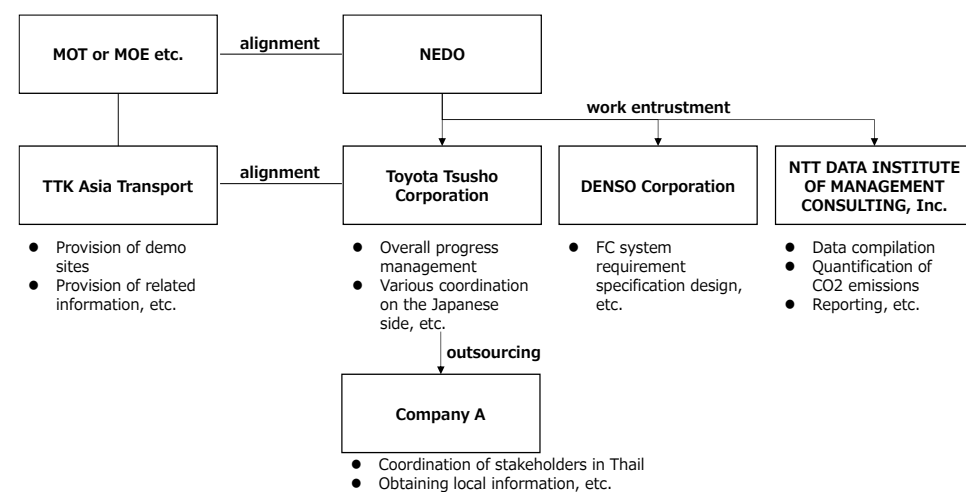 MOT or MOE etc.
alignment
NEDO
work entrustment
TTK Asia Transport
alignment
Toyota Tsusho
Corporation
DENSO Corporation
NTT DATA INSTITUTE
OF MANAGEMENT
CONSULTING, Inc.
● Provision of demo
sites
● Provision of related
information, etc.
● Overall progress
management
● Various coordination
on the Japanese
side, etc.
● FC system
requirement
specification design,
etc.
● Data compilation
● Quantification of
CO2 emissions
● Reporting, etc.
outsourcing
Company A
● Coordination of stakeholders in Thail
● Obtaining local information, etc.